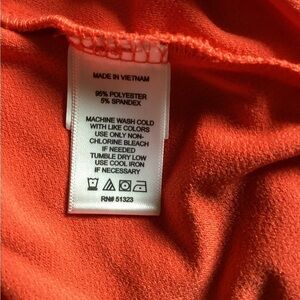 MADE IN VIETNAM
95% POLYESTER
5% SPANDEX
MACHINE WASH COLD
WITH LIKE COLORS
USE ONLY NON-
CHLORINE BLEACH
IF NEEDED
TUMBLE DRY LOW
USE COOL IRON
IF NECESSARY
RN# 51323